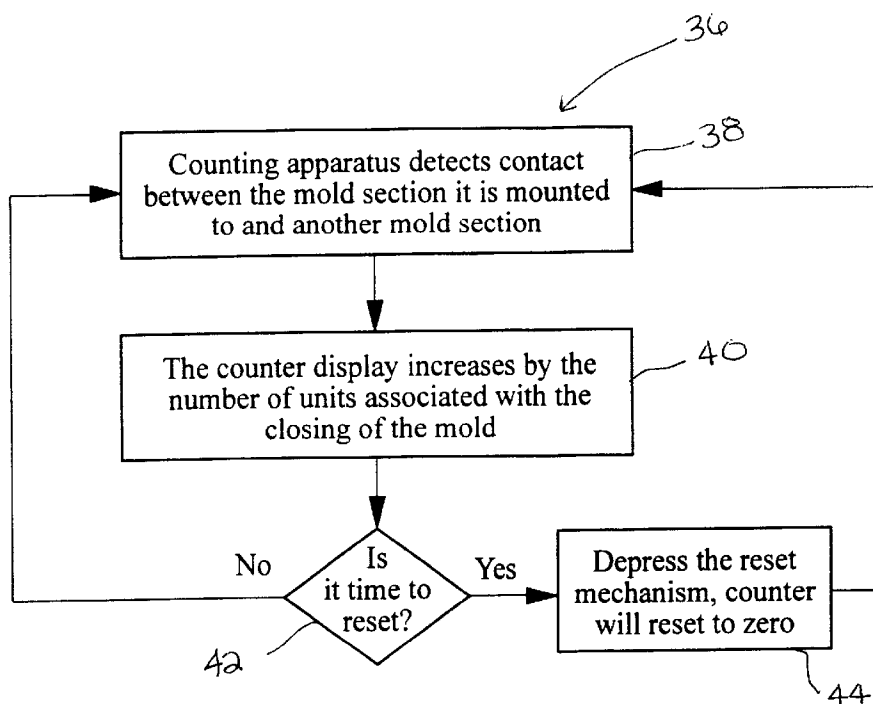 36
38
Counting apparatus detects contact
between the mold section it is mounted
to and another mold section
40
The counter display increases by the
number of units associated with the
closing of the mold
No
Is
it time to
reset?
Yes
42
Depress the reset
mechanism, counter
will reset to zero
44